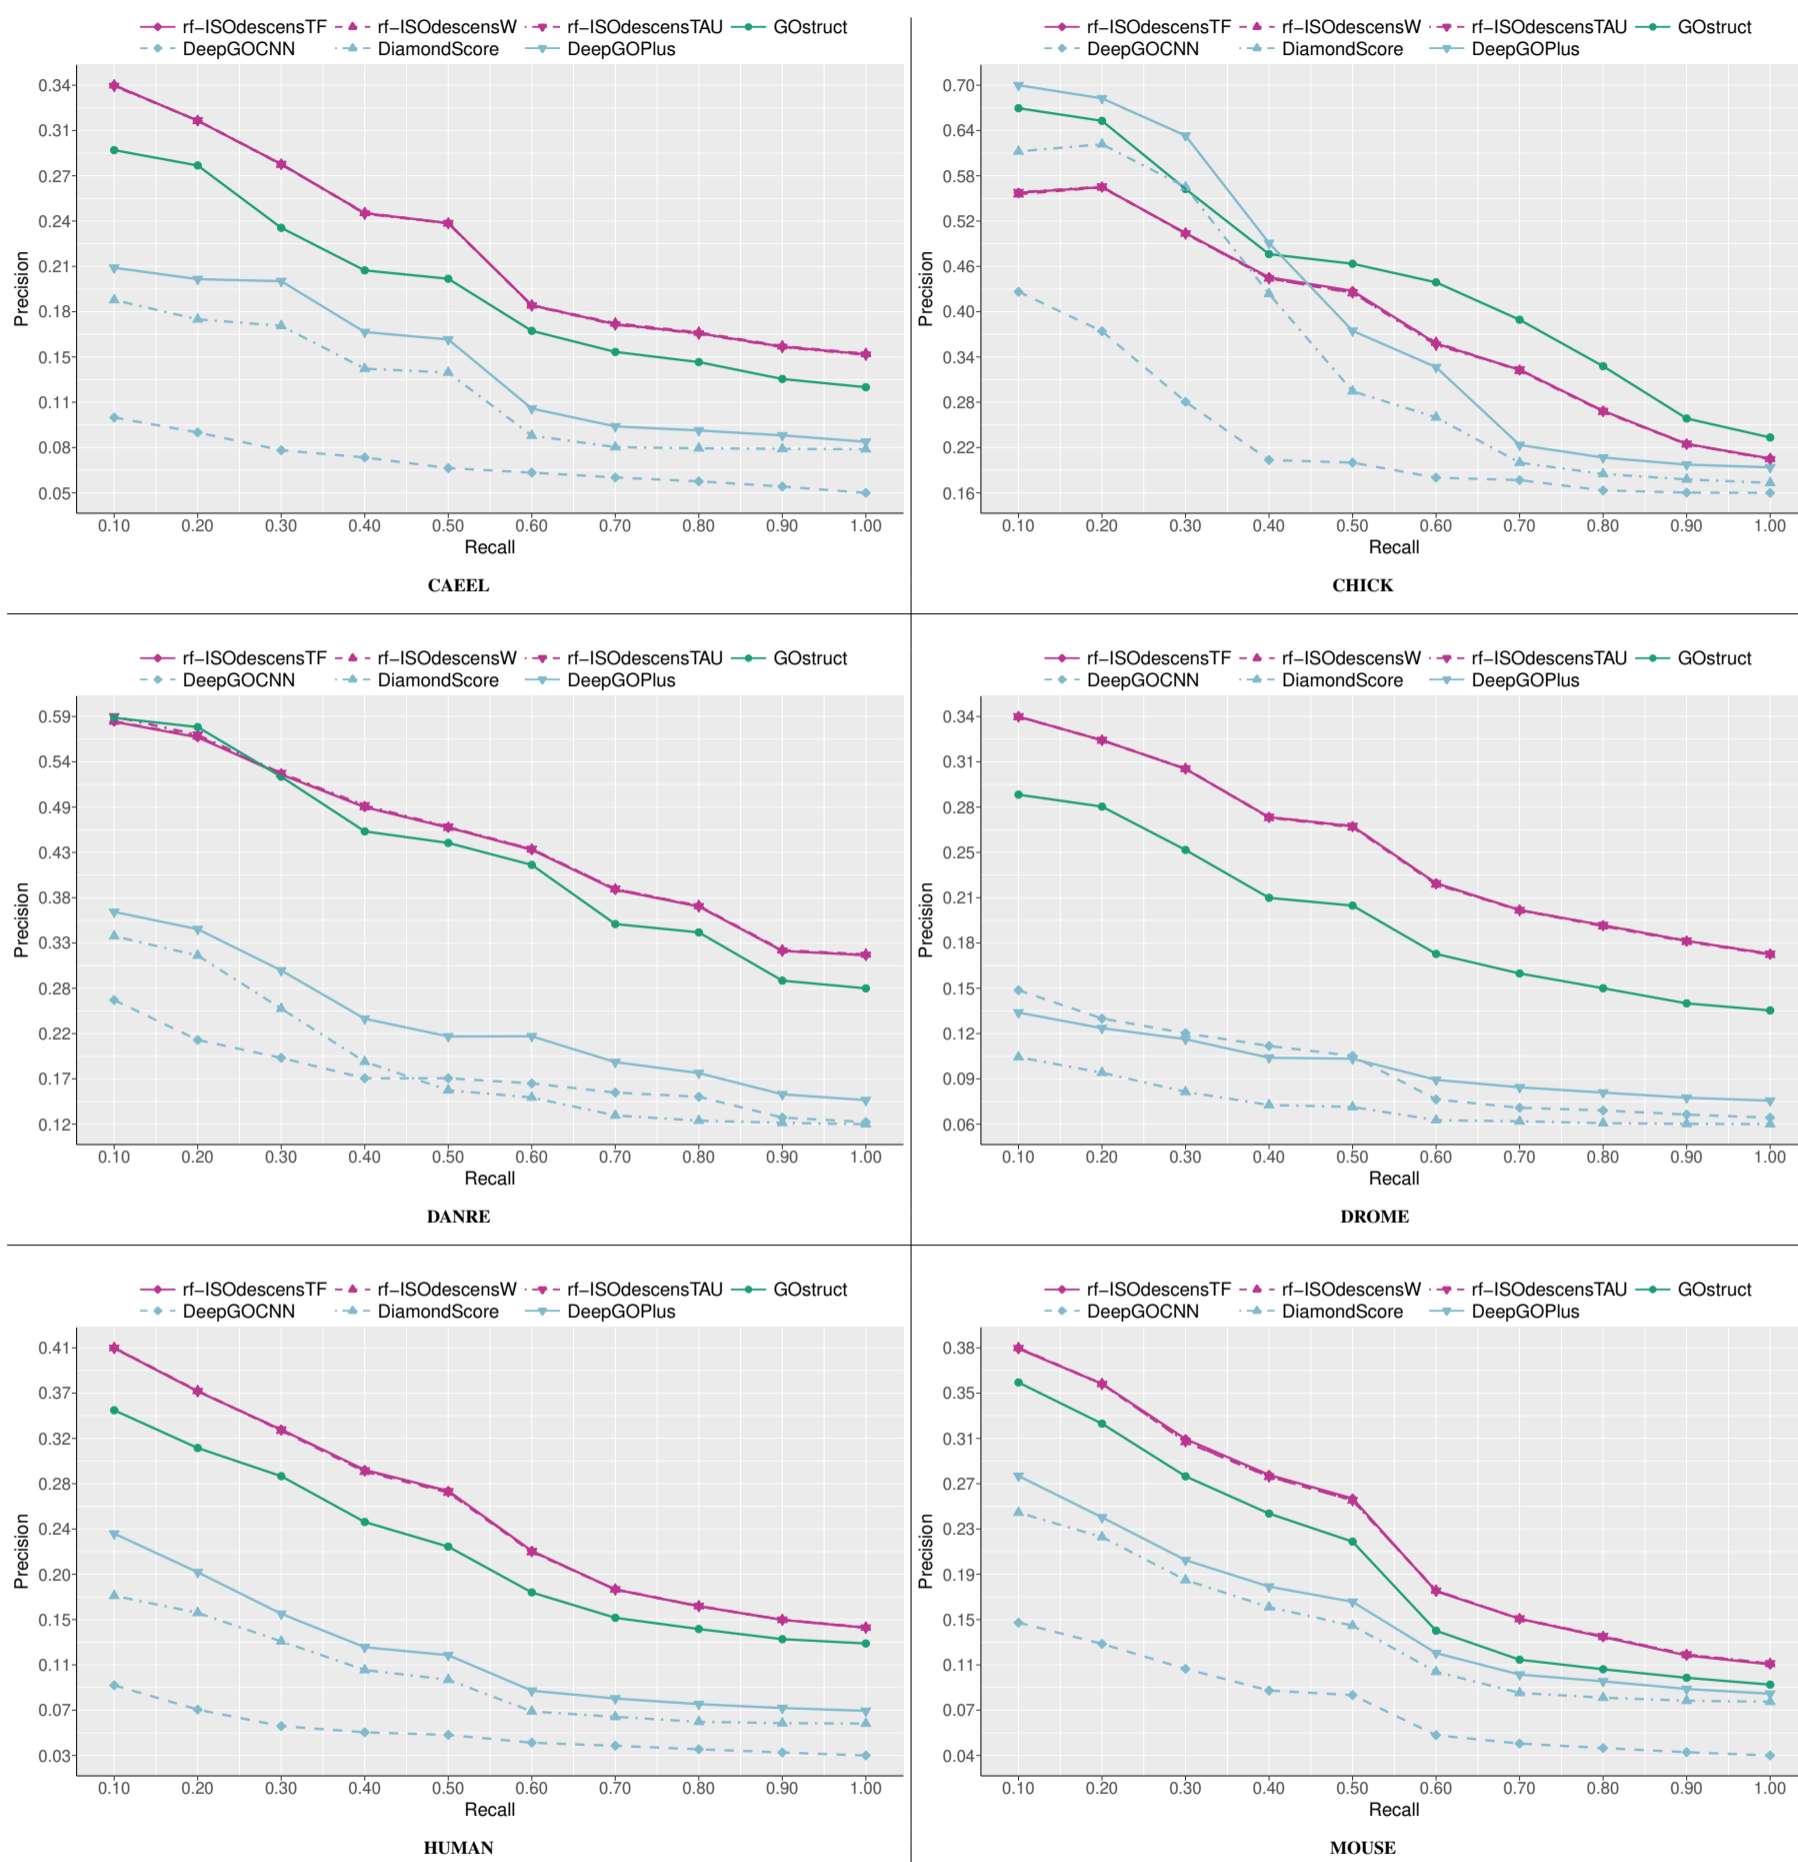 rf−ISOdescensTF rf−ISOdescensW rf−ISOdescensTAU GOstruct
DeepGOCNN DiamondScore DeepGOPlus
0.34
0.31
0.27
0.24
0.21
0.18
0.15
0.11
0.08
0.05
Precision
0.10 0.20 0.30 0.40 0.50 0.60 0.70 0.80 0.90 1.00
Recall
CAEEL
rf−ISOdescensTF rf−ISOdescensW rf−ISOdescensTAU GOstruct
DeepGOCNN DiamondScore DeepGOPlus
0.70
0.64
0.58
0.52
0.46
0.40
0.34
0.28
0.22
0.16
Precision
0.10 0.20 0.30 0.40 0.50 0.60 0.70 0.80 0.90 1.00
Recall
CHICK
rf−ISOdescensTF rf−ISOdescensW rf−ISOdescensTAU GOstruct
DeepGOCNN DiamondScore DeepGOPlus
0.59
0.54
0.49
0.43
0.38
0.33
0.28
0.22
0.17
0.12
Precision
0.10 0.20 0.30 0.40 0.50 0.60 0.70 0.80 0.90 1.00
Recall
DANRE
rf−ISOdescensTF rf−ISOdescensW rf−ISOdescensTAU GOstruct
DeepGOCNN DiamondScore DeepGOPlus
0.34
0.31
0.28
0.25
0.21
0.18
0.15
0.12
0.09
0.06
Precision
0.10 0.20 0.30 0.40 0.50 0.60 0.70 0.80 0.90 1.00
Recall
DROME
rf−ISOdescensTF rf−ISOdescensW rf−ISOdescensTAU GOstruct
DeepGOCNN DiamondScore DeepGOPlus
0.41
0.37
0.32
0.28
0.24
0.20
0.15
0.11
0.07
0.03
Precision
0.10 0.20 0.30 0.40 0.50 0.60 0.70 0.80 0.90 1.00
Recall
HUMAN
rf−ISOdescensTF rf−ISOdescensW rf−ISOdescensTAU GOstruct
DeepGOCNN DiamondScore DeepGOPlus
0.38
0.35
0.31
0.27
0.23
0.19
0.15
0.11
0.07
0.04
Precision
0.10 0.20 0.30 0.40 0.50 0.60 0.70 0.80 0.90 1.00
Recall
MOUSE